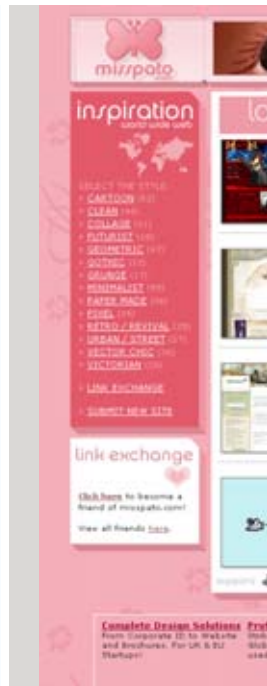 misspato
inspiration
world wide web
SELECT THE STYLE:
› CARTOON
› CLEAN
› COLLAGE
› FUTURIST
› GEOMETRIC
› GOTHIC
› GRUNGE
› MINIMALIST
› PAPER MADE
› PIXEL
› RETRO / REVIVAL
› URBAN / STREET
› VECTOR CHIC
› VICTORIAN
› LINK EXCHANGE
› SUBMIT NEW SITE
link exchange
Click here to become a
friend of misspato.com!
View all friends here.
Complete Design Solutions
From Corporate ID to Website
and Brochures. For UK & EU
Startups!